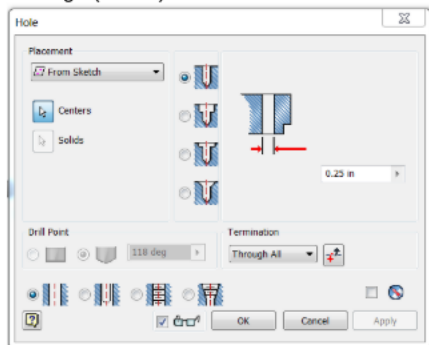 Hole
Placement
From Sketch
Centers
Solids
0.25 in
Drill Point
118 deg
Termination
Through All
OK
Cancel
Apply